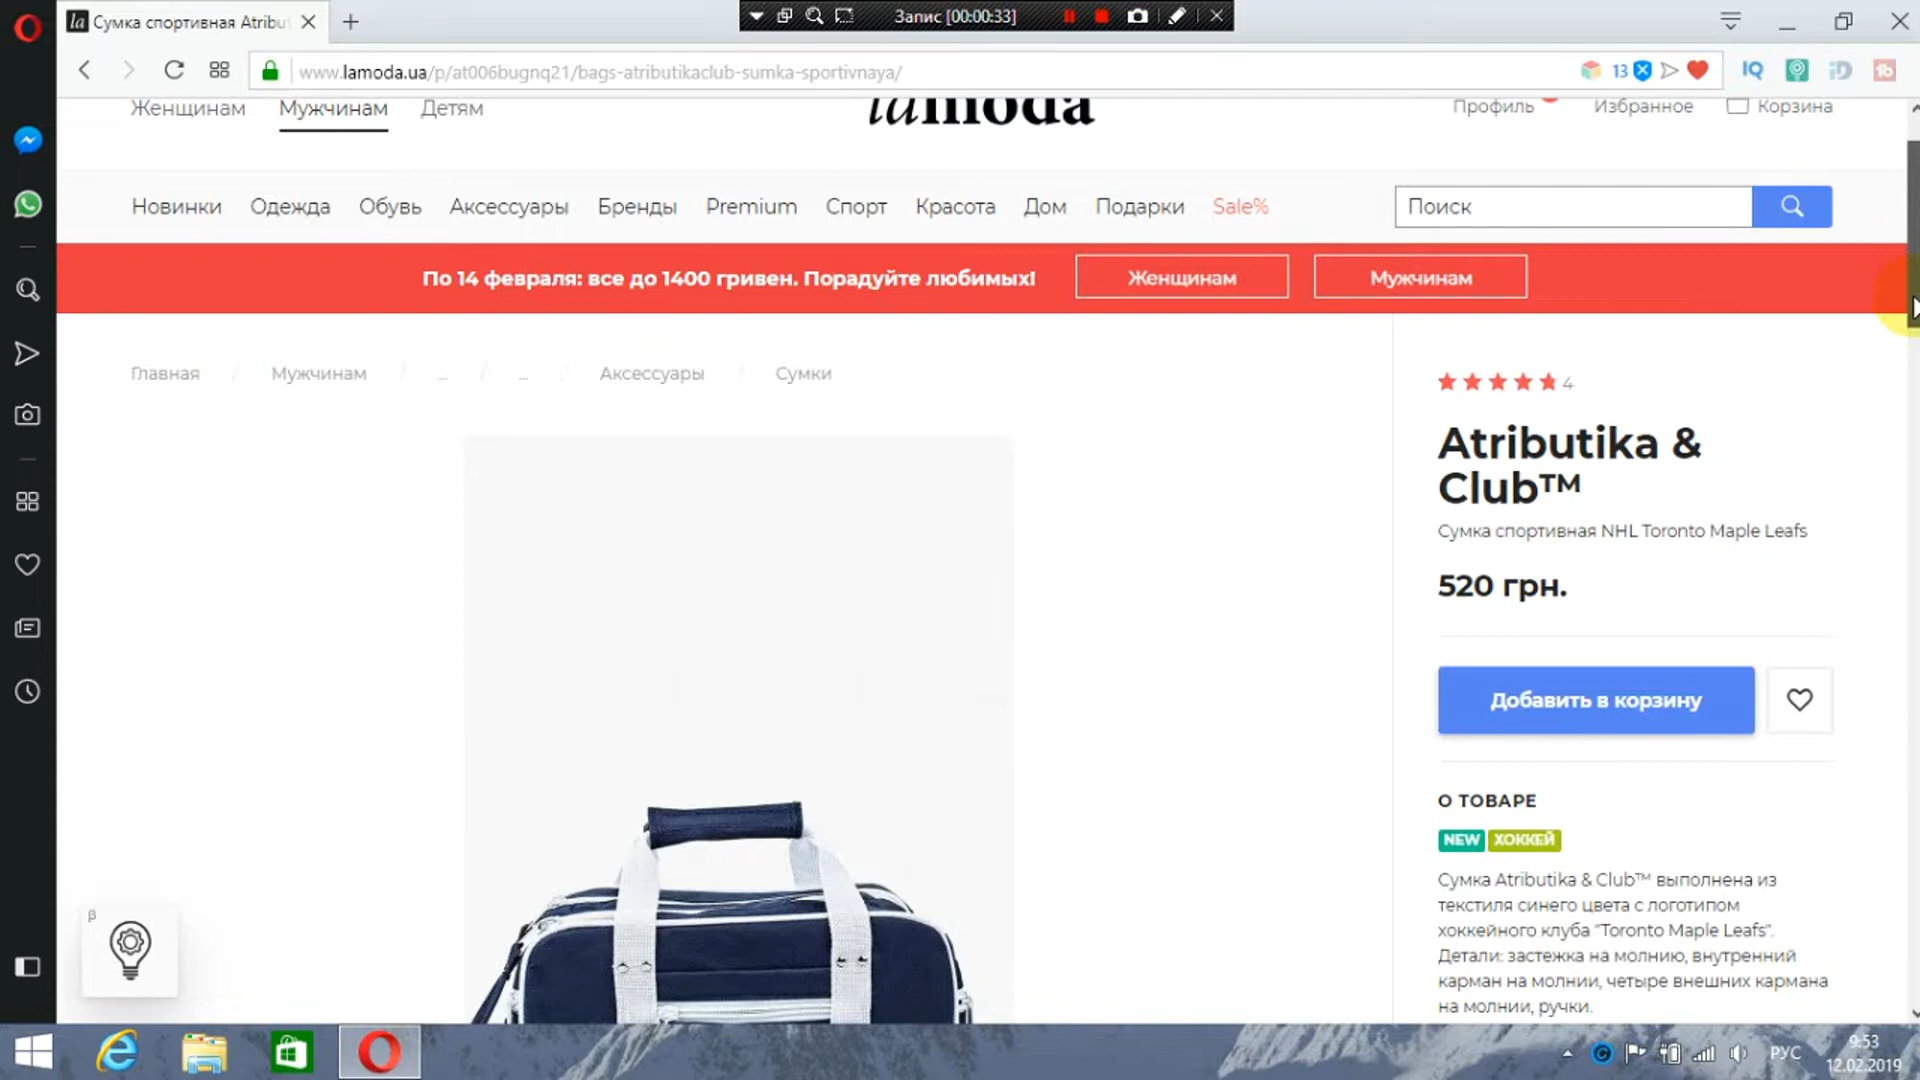 la Сумка спортивная Atribut
Запис [00:00:33]
www.lamoda.ua/p/at006bugnq21/bags-atributikaclub-sumka-sportivnaya/
13
IQ
iD
Женщинам Мужчинам Детям
lamoda
Профиль Избранное Корзина
Новинки Одежда Обувь Аксессуары Бренды Premium Спорт Красота Дом Подарки Sale%
Поиск
По 14 февраля: все до 1400 гривен. Порадуйте любимых!
Женщинам
Мужчинам
Главная / Мужчинам / ... / ... / Аксессуары / Сумки
4
Atributika &
Club™
Сумка спортивная NHL Toronto Maple Leafs
520 грн.
Добавить в корзину
О ТОВАРЕ
NEW ХОККЕЙ
Сумка Atributika & Club™ выполнена из
текстиля синего цвета с логотипом
хоккейного клуба "Toronto Maple Leafs".
Детали: застежка на молнию, внутренний
карман на молнии, четыре внешних кармана
на молнии, ручки.
β
РУС
9:53
12.02.2019